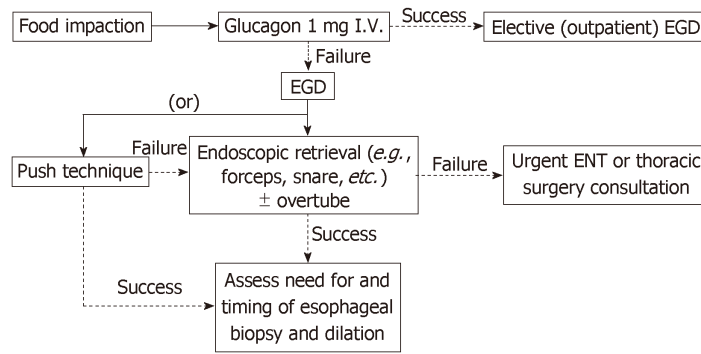 Food impaction
Glucagon 1 mg I.V.
Success
Elective (outpatient) EGD
Failure
EGD
(or)
Push technique
Failure
Endoscopic retrieval (e.g.,
forceps, snare, etc.)
± overtube
Failure
Urgent ENT or thoracic
surgery consultation
Success
Success
Assess need for and
timing of esophageal
biopsy and dilation